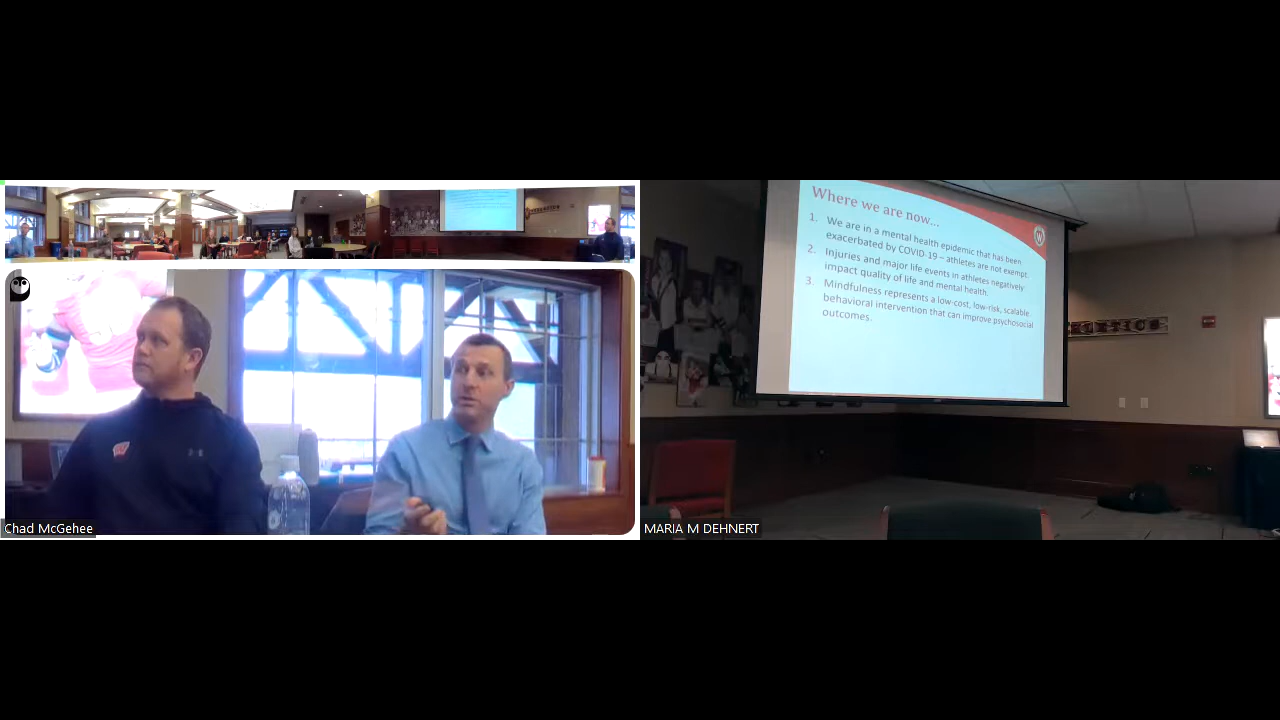 Where we are now...
1. We are in a mental health epidemic that has been
exacerbated by COVID-19 – athletes are not exempt.
2. Injuries and major life events in athletes negatively
impact quality of life and mental health.
3. Mindfulness represents a low-cost, low-risk, scalable
behavioral intervention that can improve psychosocial
outcomes.
W
Chad McGehee
MARIA M DEHNERT